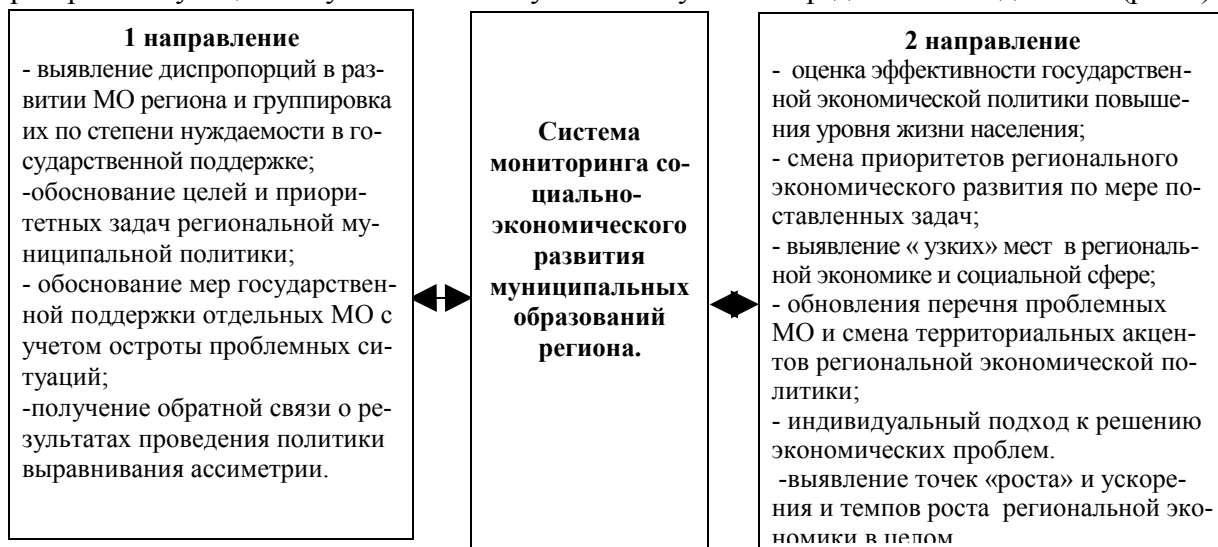 1 направление
- выявление диспропорций в раз-
витии МО региона и группировка
их по степени нуждаемости в го-
сударственной поддержке;
-обоснование целей и приори-
тетных задач региональной му-
ниципальной политики;
- обоснование мер государствен-
ной поддержки отдельных МО с
учетом остроты проблемных си-
туаций;
-получение обратной связи о ре-
зультатах проведения политики
выравнивания ассиметрии.
Система
мониторинга со-
циально-
экономического
развития
муниципальных
образований
региона.
2 направление
- оценка эффективности государствен-
ной экономической политики повыше-
ния уровня жизни населения;
- смена приоритетов регионального
экономического развития по мере по-
ставленных задач;
- выявление « узких» мест в региональ-
ной экономике и социальной сфере;
- обновления перечня проблемных
МО и смена территориальных акцен-
тов региональной экономической по-
литики;
- индивидуальный подход к решению
экономических проблем.
-выявление точек «роста» и ускоре-
ния и темпов роста региональной эко-
номики в целом